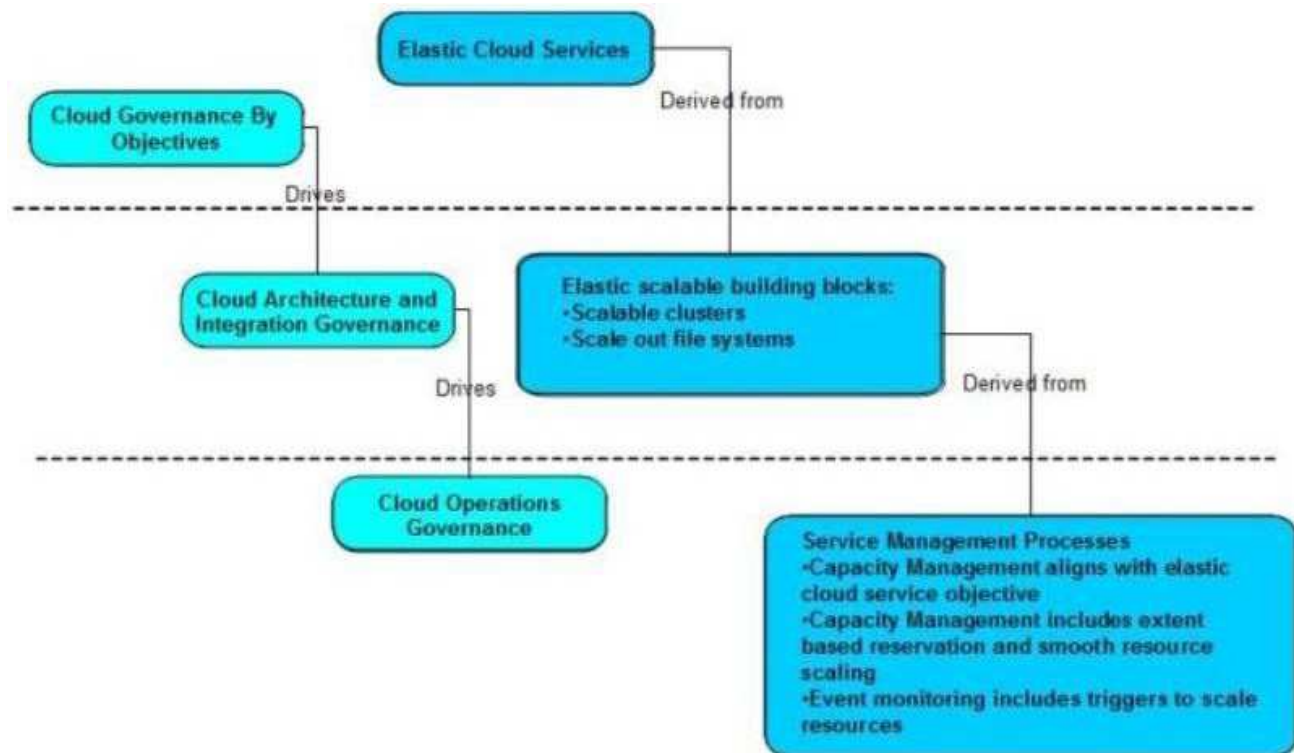 Elastic Cloud Services
Derived from
Cloud Governance By
Objectives
Drives
Cloud Architecture and
Integration Governance
Elastic scalable building blocks:
•Scalable clusters
•Scale out file systems
Drives
Derived from
Cloud Operations
Governance
Service Management Processes
•Capacity Management aligns with elastic
cloud service objective
•Capacity Management includes extent
based reservation and smooth resource
scaling
•Event monitoring includes triggers to scale
resources